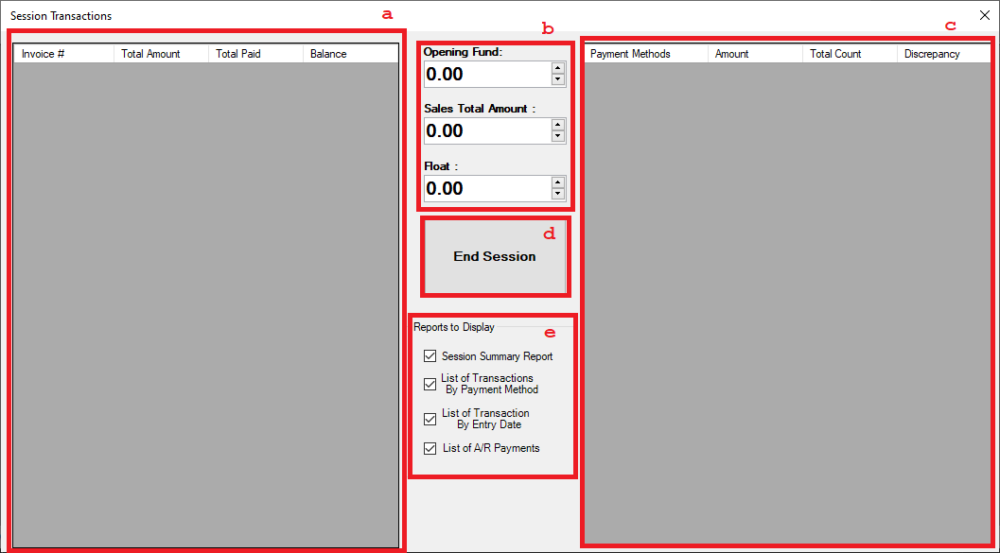 Session Transactions
a
Invoice # Total Amount Total Paid Balance
b
Opening Fund:
0.00
Sales Total Amount :
0.00
Float :
0.00
c
Payment Methods Amount Total Count Discrepancy
d
End Session
Reports to Display
e
Session Summary Report
List of Transactions
By Payment Method
List of Transaction
By Entry Date
List of A/R Payments